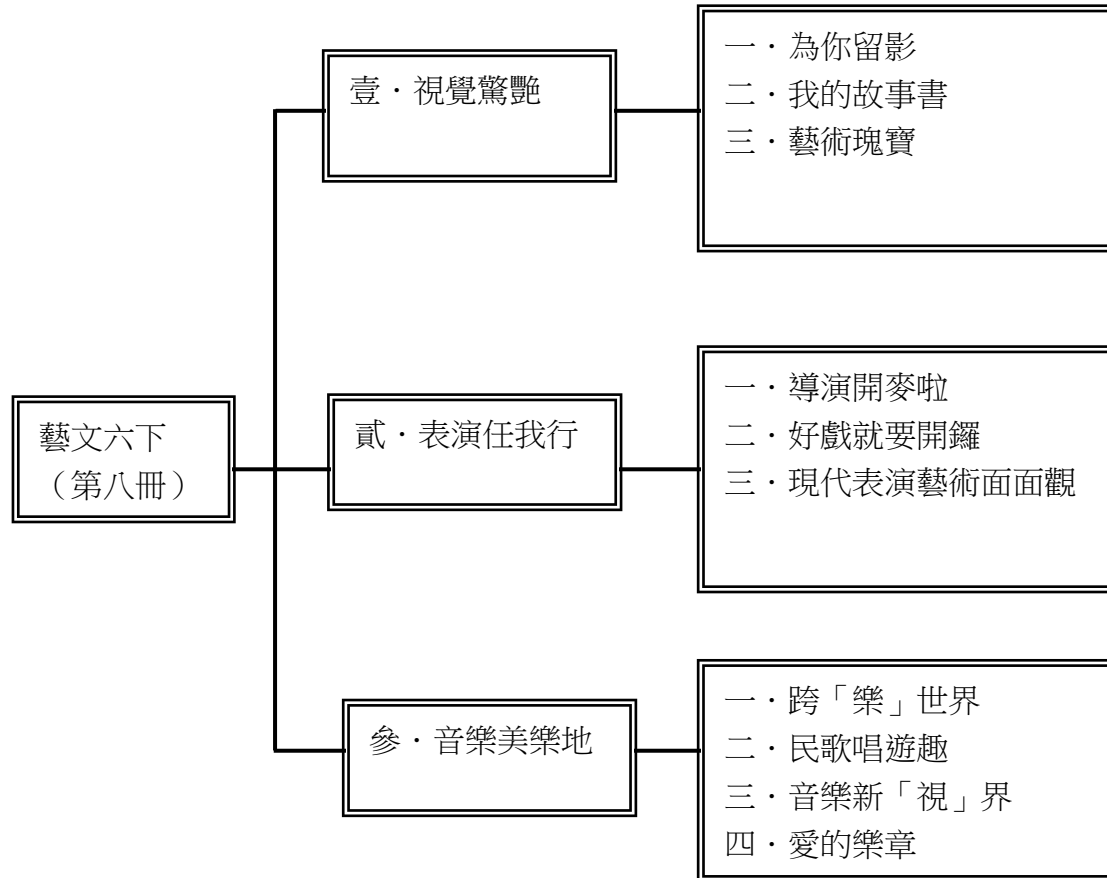 藝文六下
（第八冊）
壹．視覺驚艷
一．為你留影
二．我的故事書
三．藝術瑰寶
貳．表演任我行
一．導演開麥啦
二．好戲就要開鑼
三．現代表演藝術面面觀
參．音樂美樂地
一．跨「樂」世界
二．民歌唱遊趣
三．音樂新「視」界
四．愛的樂章